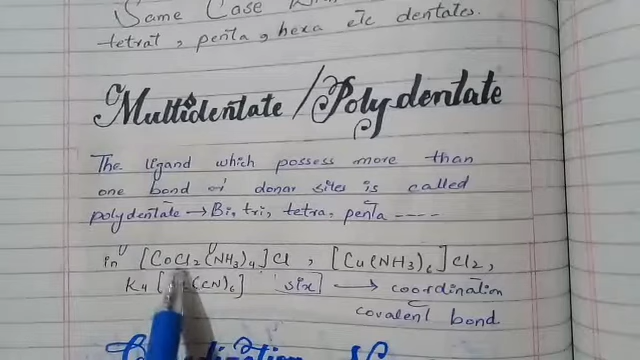 Same Case
tetrat, penta, hexa etc dentates.
Multidentate / Polydentate
The ligand which possess more than
one bond or donar sites is called
polydentate → Bi, tri, tetra, penta ----
in [CoCl2(NH3)4]Cl , [Cu(NH3)6]Cl2,
K4[ (CN)6] six → coordination
covalent bond.